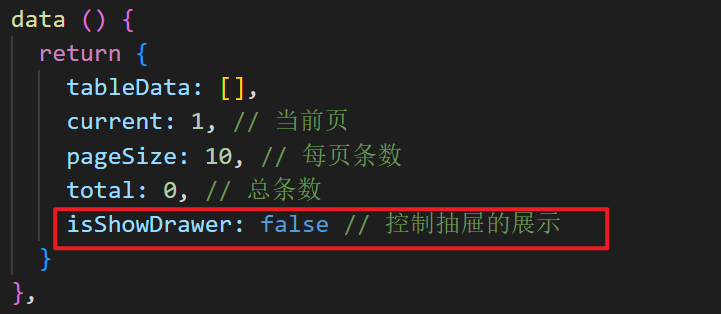 data () {
return {
tableData: [],
current: 1, // 当前页
pageSize: 10, // 每页条数
total: 0, // 总条数
isShowDrawer: false // 控制抽屉的展示
}
},